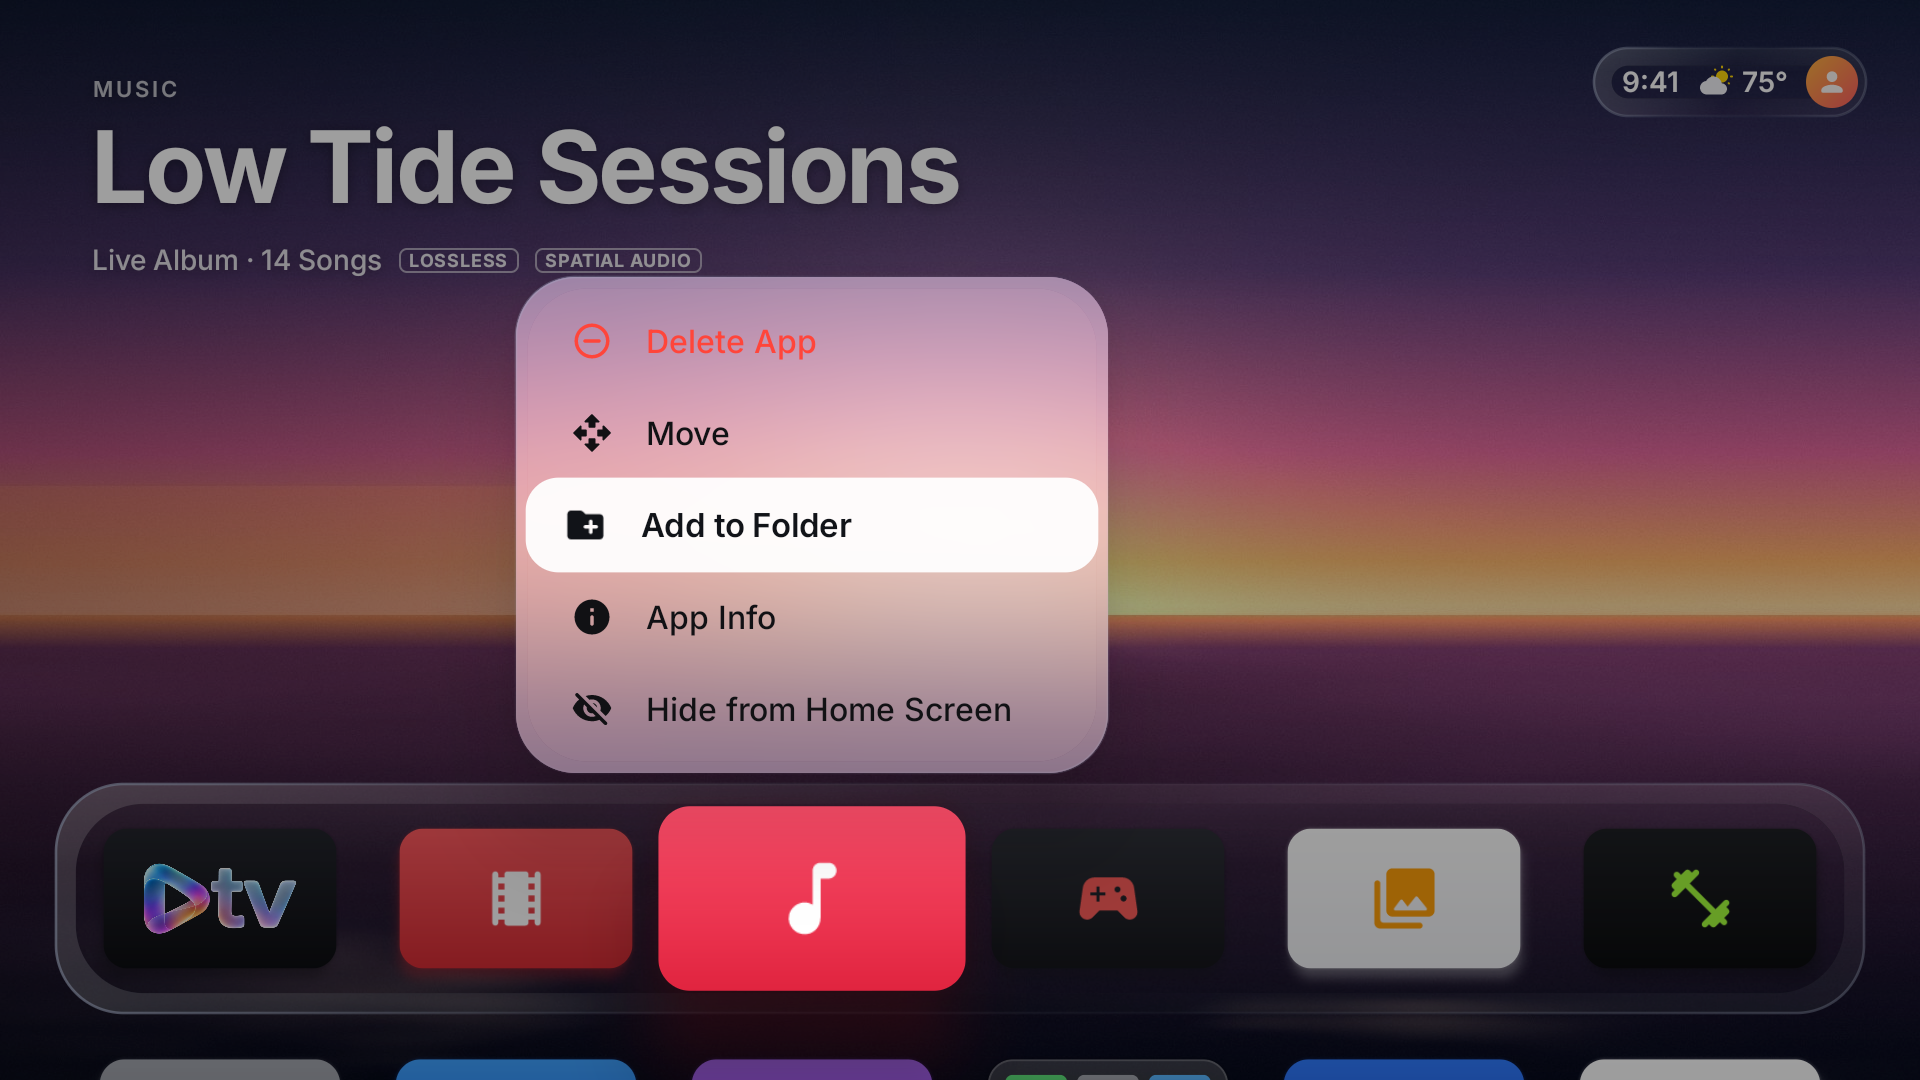 MUSIC
9:41 75°
Low Tide Sessions
Live Album · 14 Songs LOSSLESS SPATIAL AUDIO
Delete App
Move
Add to Folder
App Info
Hide from Home Screen
tv